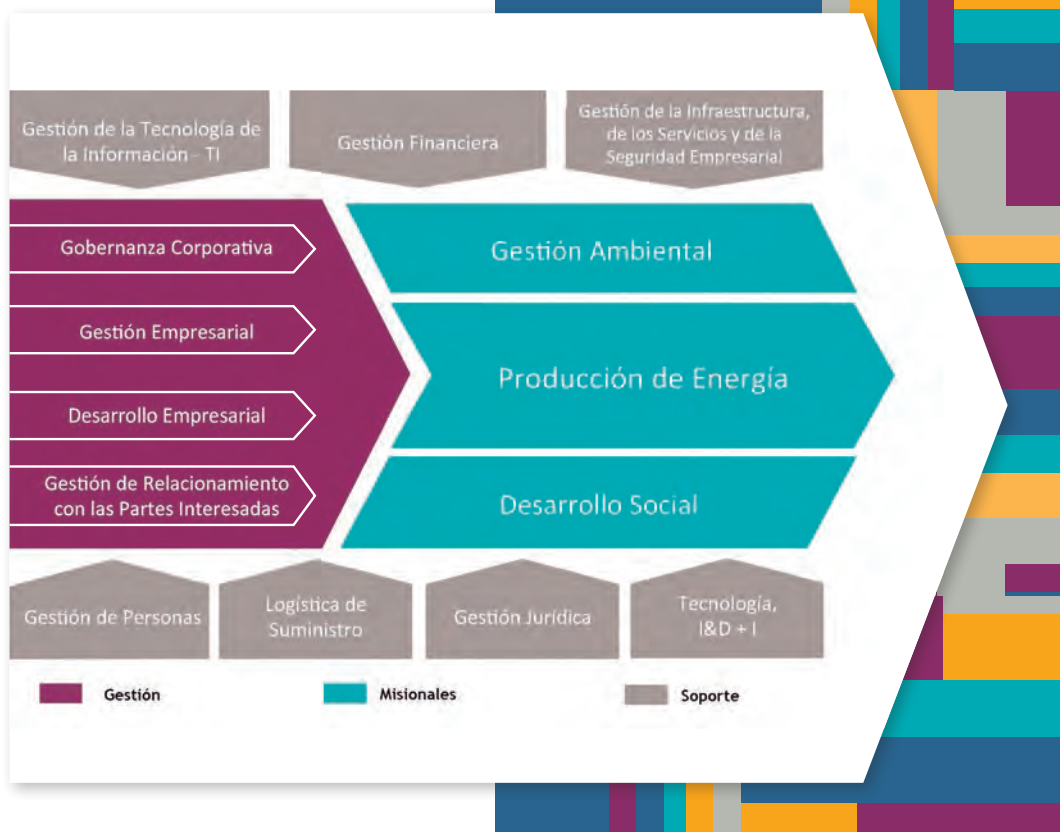 Gestión de la Tecnología de
la Información - TI
Gestión Financiera
Gestión de la Infraestructura,
de los Servicios y de la
Seguridad Empresarial
Gobernanza Corporativa
Gestión Empresarial
Desarrollo Empresarial
Gestión de Relacionamiento
con las Partes Interesadas
Gestión Ambiental
Producción de Energía
Desarrollo Social
Gestión de Personas
Logística de
Suministro
Gestión Jurídica
Tecnología,
I&D + I
Gestión
Misionales
Soporte